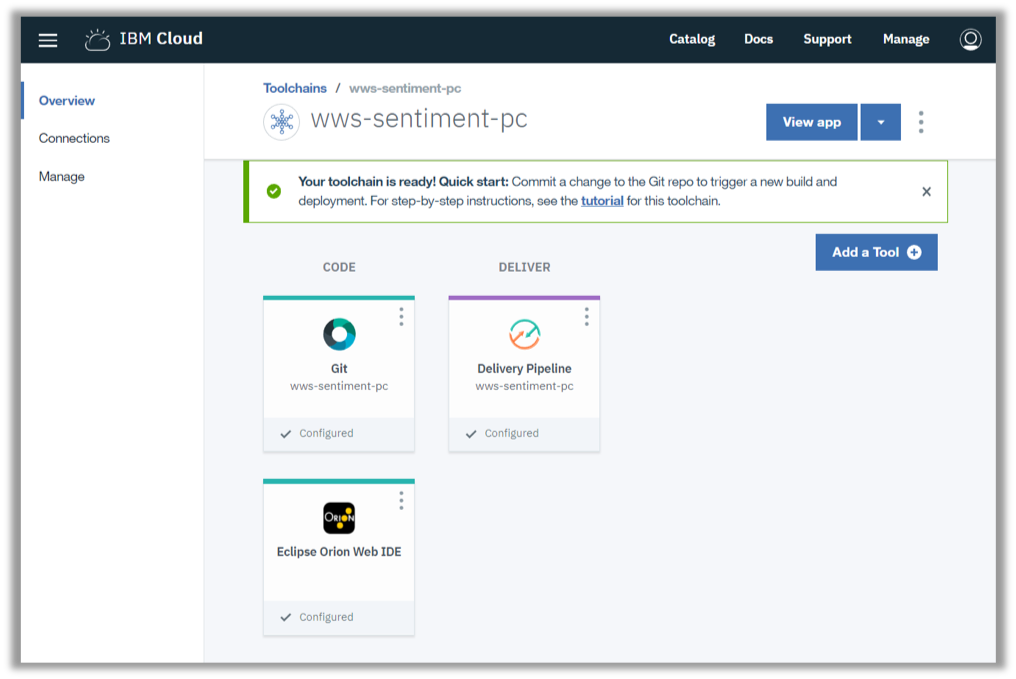 IBM Cloud
Catalog Docs Support Manage
Overview
Connections
Manage
Toolchains / wws-sentiment-pc
wws-sentiment-pc
View app
Your toolchain is ready! Quick start: Commit a change to the Git repo to trigger a new build and
deployment. For step-by-step instructions, see the tutorial for this toolchain.
Add a Tool
CODE
DELIVER
Git
wws-sentiment-pc
Configured
Delivery Pipeline
wws-sentiment-pc
Configured
ORION
Eclipse Orion Web IDE
Configured